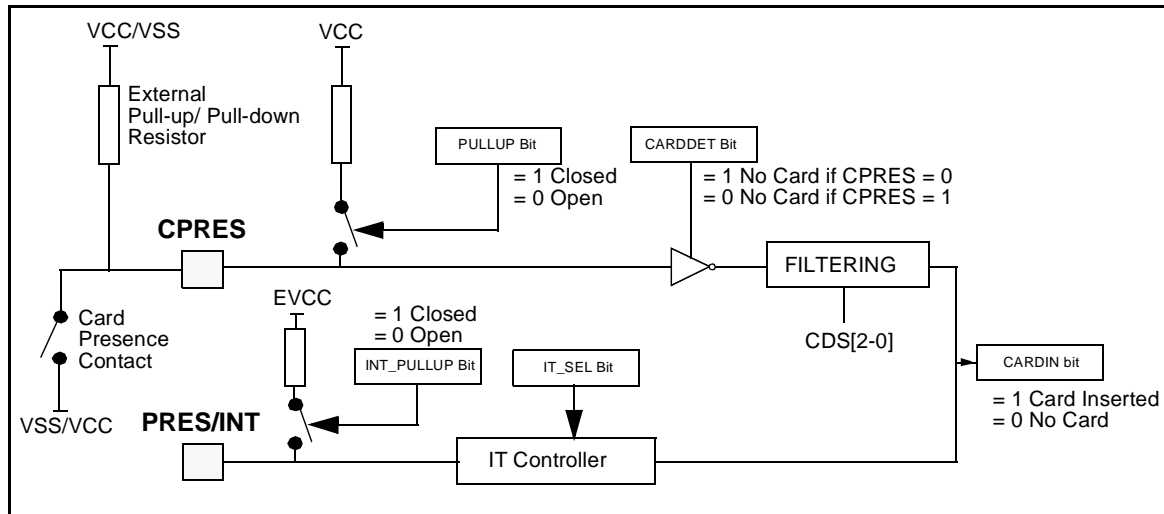 VCC/VSS
VCC
External
Pull-up/ Pull-down
Resistor
PULLUP Bit
= 1 Closed
= 0 Open
CARDDET Bit
= 1 No Card if CPRES = 0
= 0 No Card if CPRES = 1
CPRES
FILTERING
CDS[2-0]
Card
Presence
Contact
VSS/VCC
EVCC
= 1 Closed
= 0 Open
INT_PULLUP Bit
IT_SEL Bit
CARDIN bit
= 1 Card Inserted
= 0 No Card
PRES/INT
IT Controller